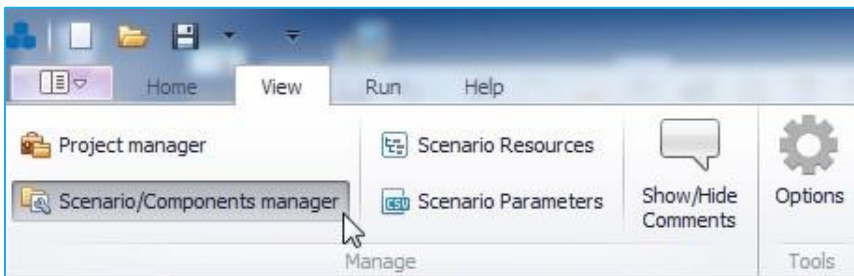 Home View Run Help
Project manager
Scenario/Components manager
Scenario Resources
csv Scenario Parameters
Show/Hide
Comments
Options
Manage
Tools